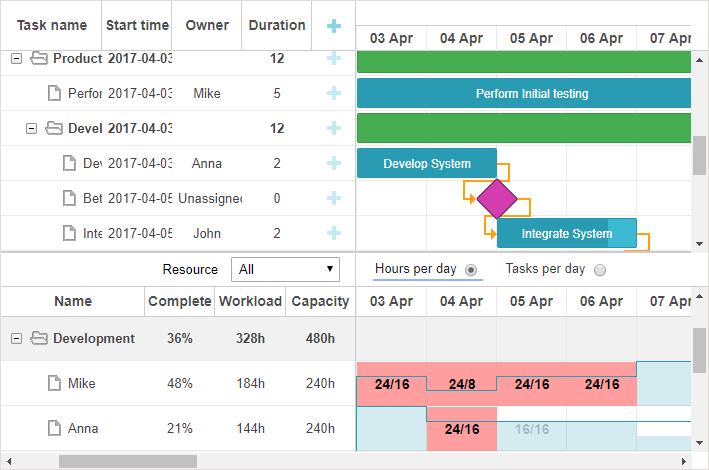 Task name Start time Owner Duration
03 Apr 04 Apr 05 Apr 06 Apr 07 Apr
Product 2017-04-03 12
Perfor 2017-04-03 Mike 5 Perform Initial testing
Devel 2017-04-03 12
Dev 2017-04-03 Anna 2 Develop System
Bet 2017-04-05 Unassigned 0
Inte 2017-04-05 John 2 Integrate System
Resource All Hours per day Tasks per day
Name Complete Workload Capacity 03 Apr 04 Apr 05 Apr 06 Apr 07 Apr
Development 36% 328h 480h
Mike 48% 184h 240h 24/16 24/8 24/16 24/16
Anna 21% 144h 240h 24/16 16/16